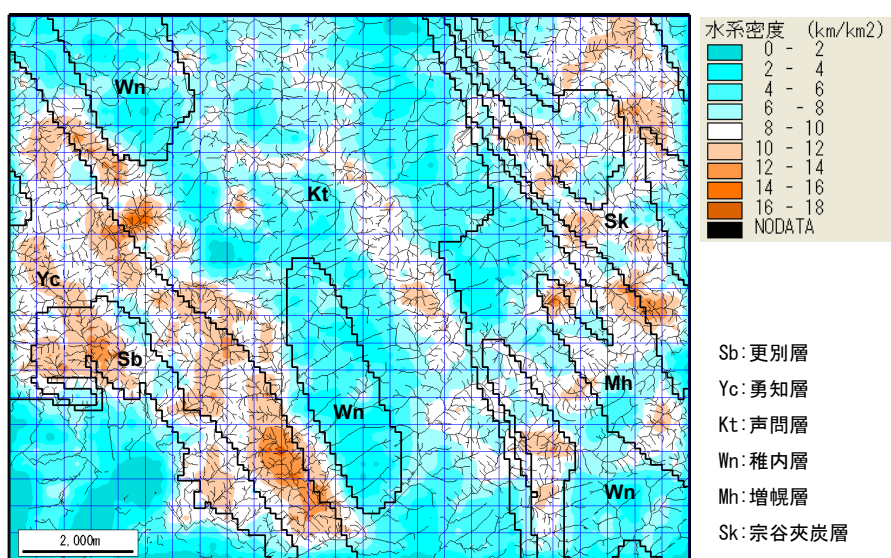 水系密度 (km/km2)
0 - 2
2 - 4
4 - 6
6 - 8
8 - 10
10 - 12
12 - 14
14 - 16
16 - 18
NODATA
Wn
Kt
Sk
Yc
Sb
Mh
Wn
Wn
2,000m
Sb:更別層
Yc:勇知層
Kt:声問層
Wn:稚内層
Mh:増幌層
Sk:宗谷夾炭層